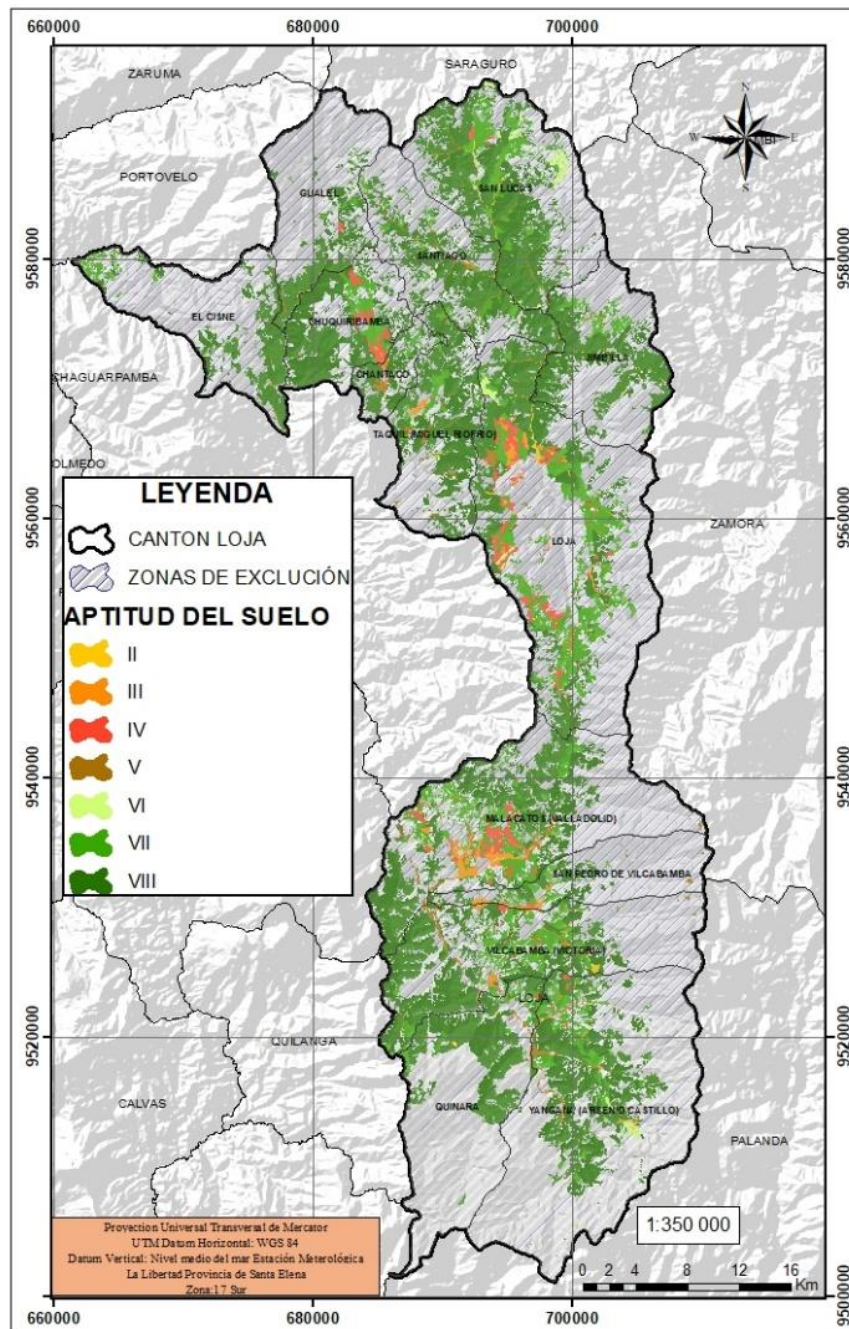 660000 680000 700000
ZARUMA
SARAGURO
N
W E
S
PORTOVELO
GUALEL
SAN LUCAS
SANTIAGO
9580000
9580000
EL CISNE
CHUQUIRIBAMBA
CHAGUARPAMBA
CHANTACO
TAQUIL (MIGUEL RIOFRIO)
OLMEDO
LEYENDA
CANTON LOJA
ZONAS DE EXCLUCIÓN
APTITUD DEL SUELO
II
III
IV
V
VI
VII
VIII
9560000
9560000
ZAMORA
LOJA
9540000
9540000
MALACATOS (VALLADOLID)
SAN PEDRO DE VILCABAMBA
VILCABAMBA (VICTORIA)
LOJA
9520000
9520000
QUILANGA
CALVAS
QUINARA
YANGANA (ARSENIO CASTILLO)
PALANDA
1:350 000
Proyection Universal Transversal de Mercator
UTM Datum Horizontal: WGS 84
Datum Vertical: Nivel medio del mar Estación Meterológica
La Libertad Provincia de Santa Elena
Zona:17 Sur
0 2 4 8 12 16
Km
9500000
660000 680000 700000